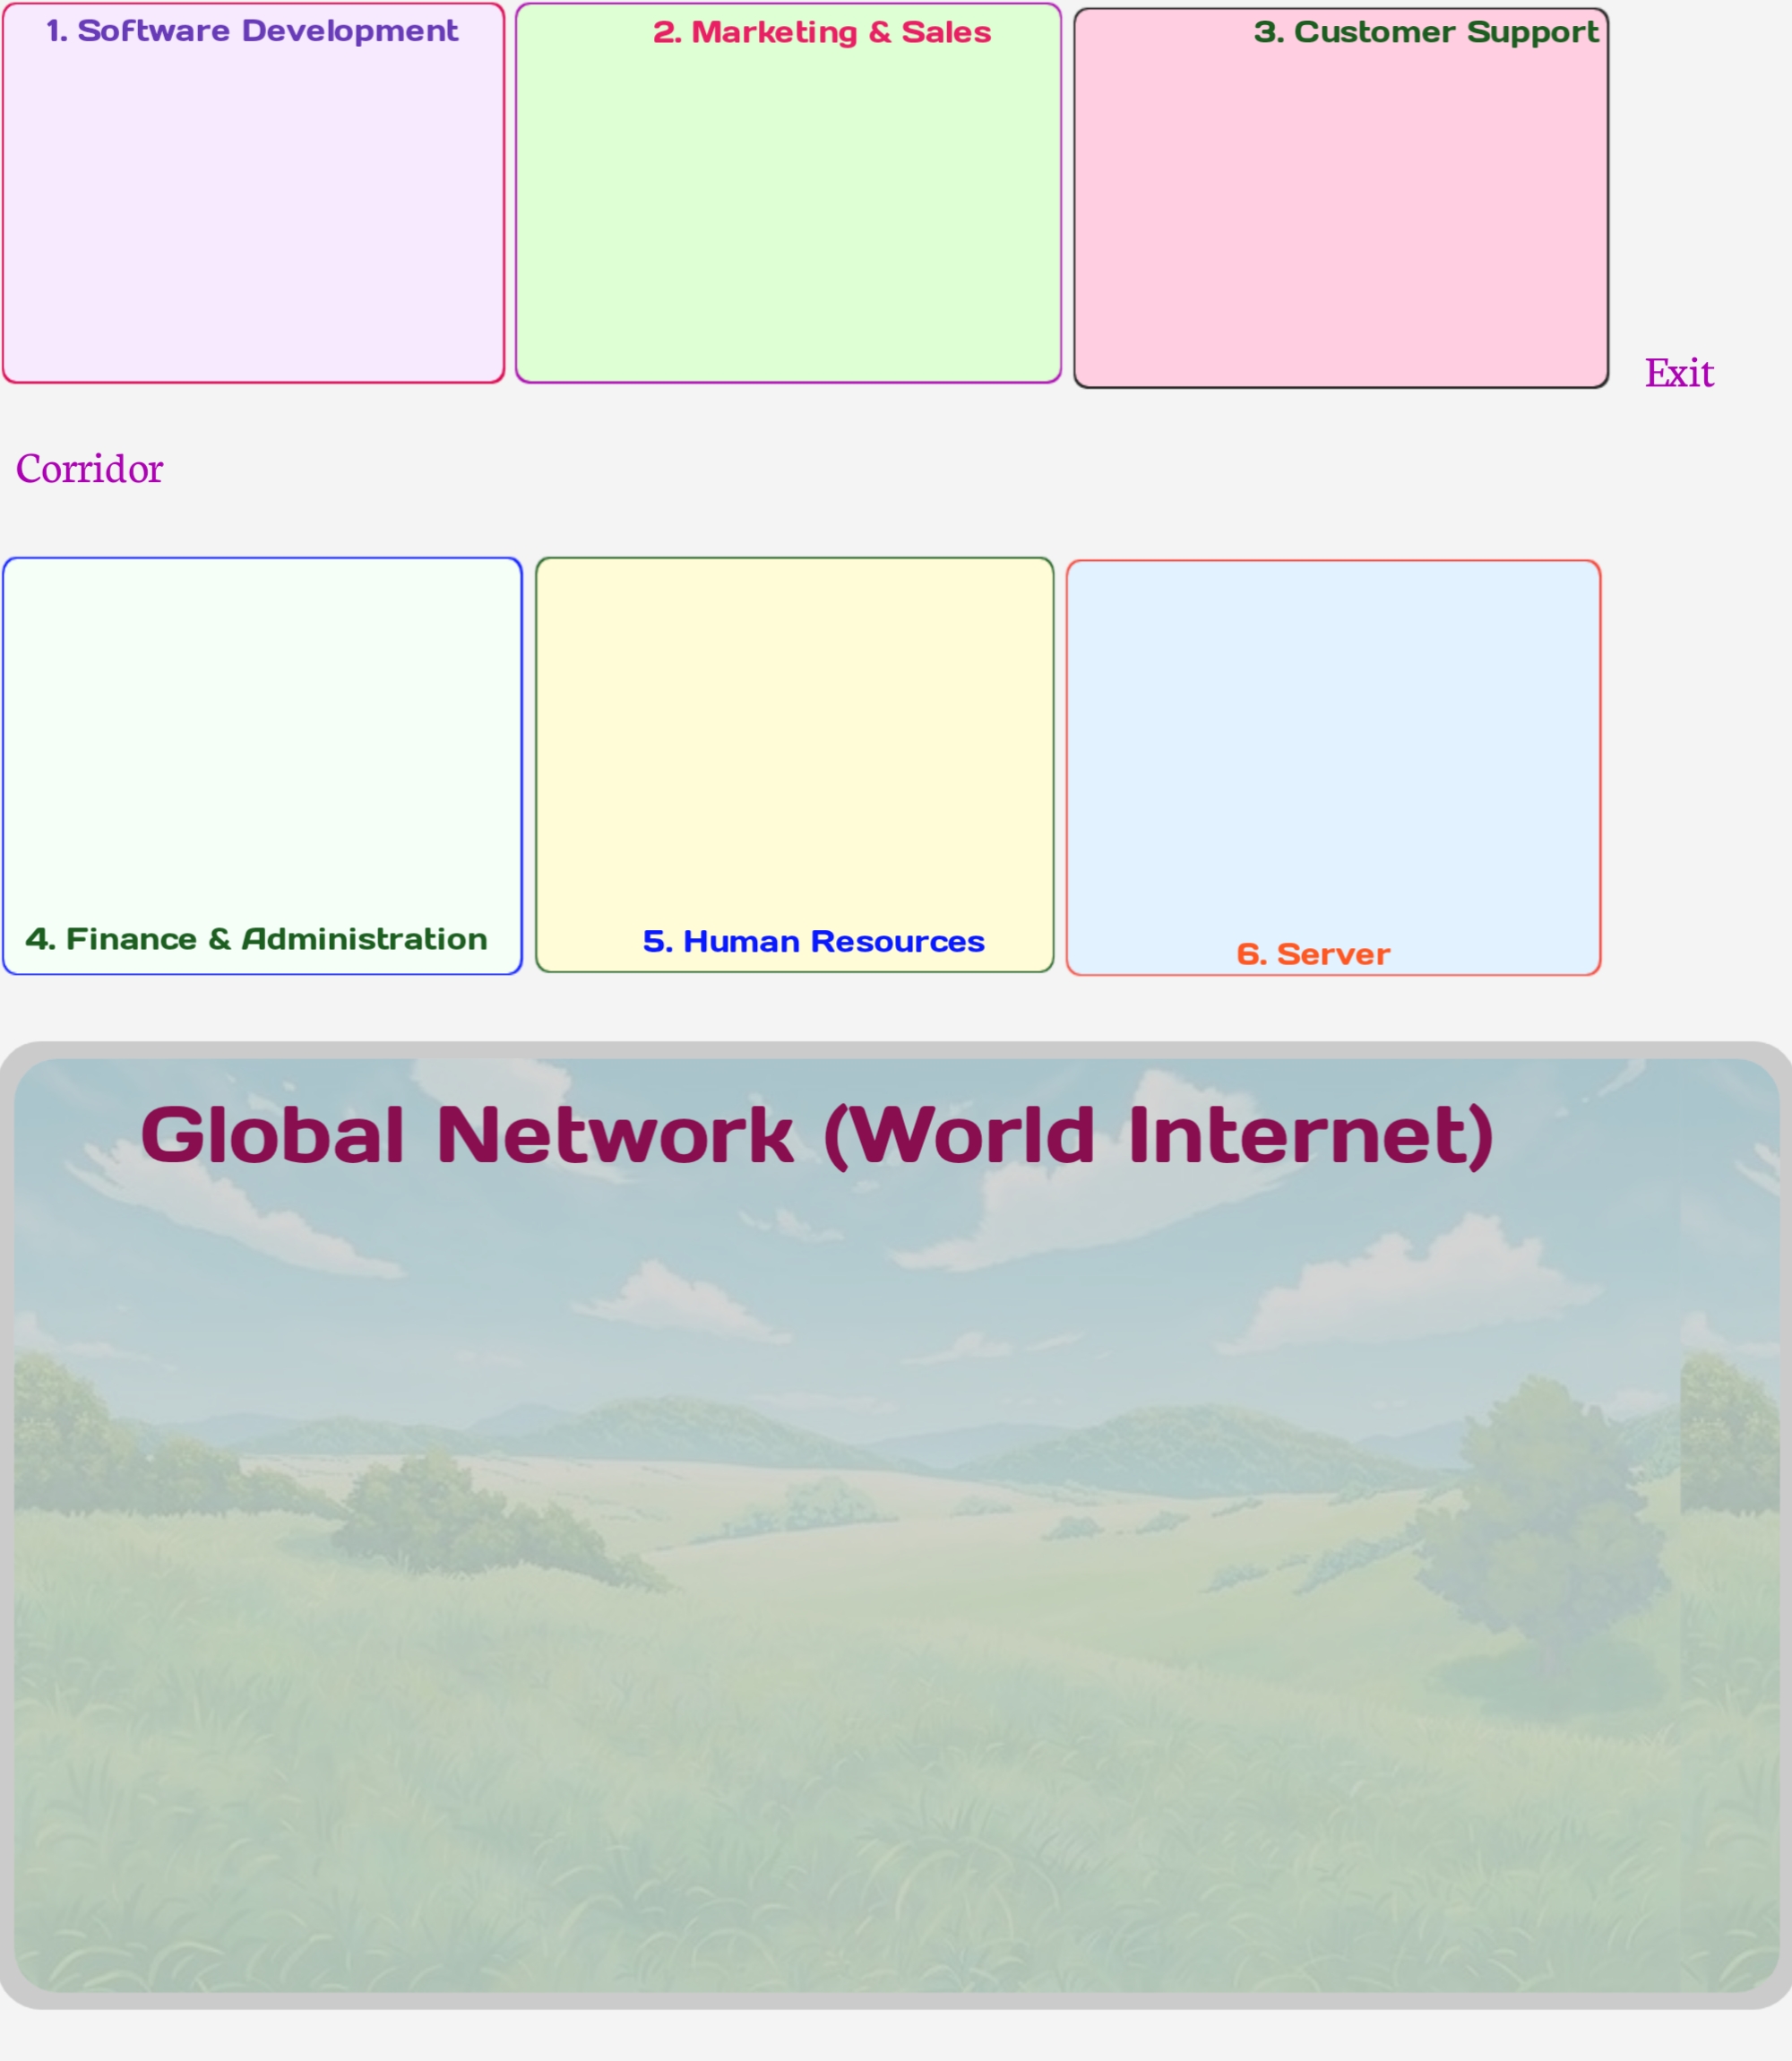 1. Software Development
2. Marketing & Sales
3. Customer Support
Exit
Corridor
4. Finance & Administration
5. Human Resources
6. Server
Global Network (World Internet)